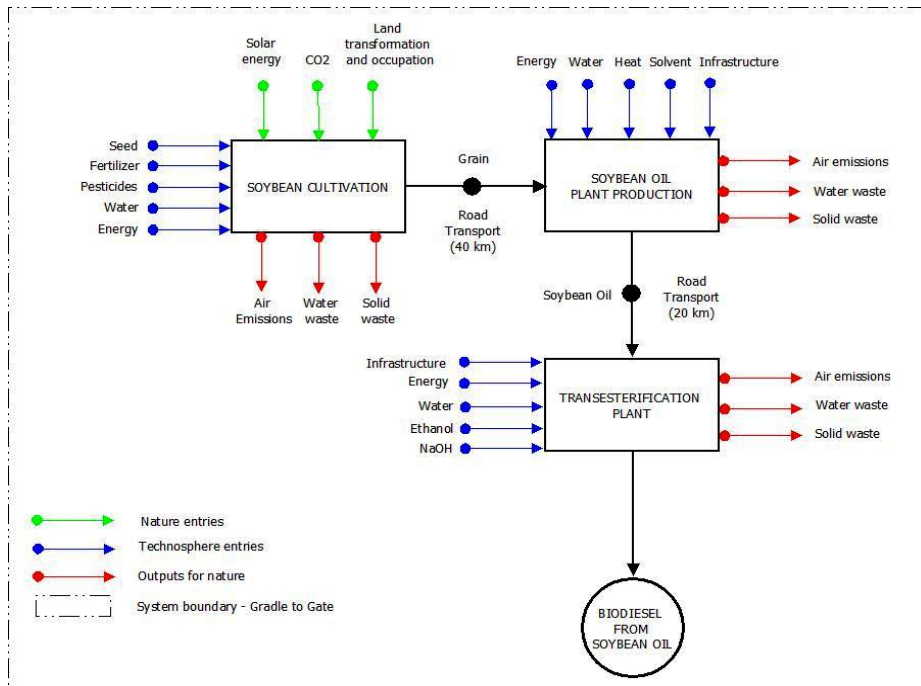 Solar
energy
CO2
Land
transformation
and occupation
Energy
Water
Heat
Solvent
Infrastructure
Seed
Fertilizer
Pesticides
Water
Energy
SOYBEAN CULTIVATION
Grain
Road
Transport
(40 km)
SOYBEAN OIL
PLANT PRODUCTION
Air emissions
Water waste
Solid waste
Air
Emissions
Water
waste
Solid
waste
Soybean Oil
Road
Transport
(20 km)
Infrastructure
Energy
Water
Ethanol
NaOH
TRANSESTERIFICATION
PLANT
Air emissions
Water waste
Solid waste
Nature entries
Technosphere entries
Outputs for nature
System boundary - Gradle to Gate
BIODIESEL
FROM
SOYBEAN OIL